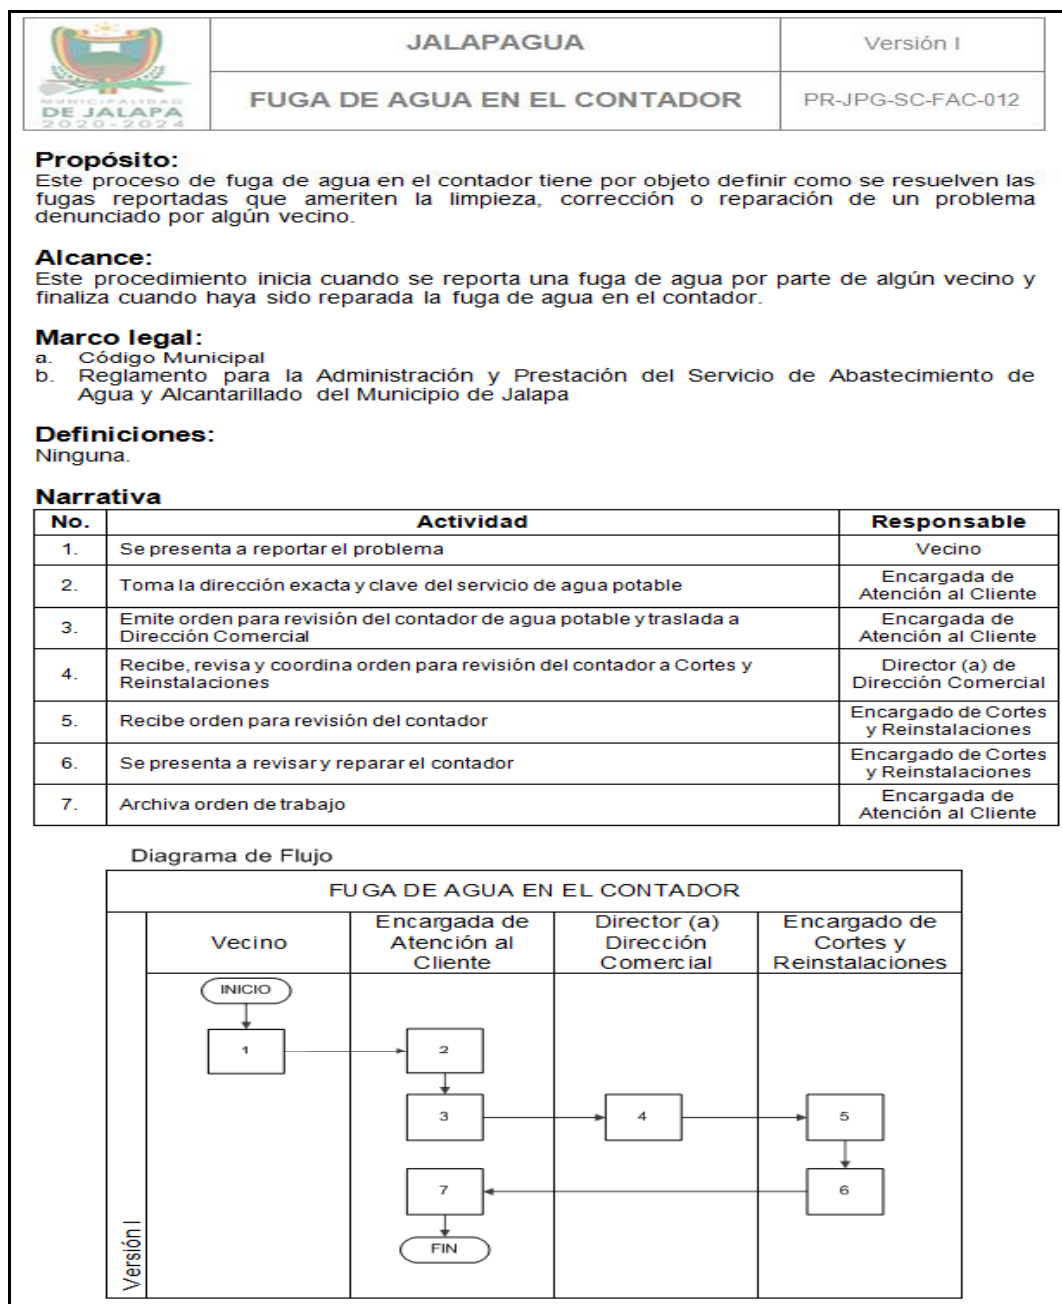 JALAPAGUA
Versión I
MUNICIPALIDAD
DE JALAPA
2020-2024
FUGA DE AGUA EN EL CONTADOR
PR-JPG-SC-FAC-012
Propósito:
Este proceso de fuga de agua en el contador tiene por objeto definir como se resuelven las
fugas reportadas que ameriten la limpieza, corrección o reparación de un problema
denunciado por algún vecino.
Alcance:
Este procedimiento inicia cuando se reporta una fuga de agua por parte de algún vecino y
finaliza cuando haya sido reparada la fuga de agua en el contador.
Marco legal:
a. Código Municipal
b. Reglamento para la Administración y Prestación del Servicio de Abastecimiento de
Agua y Alcantarillado del Municipio de Jalapa
Definiciones:
Ninguna.
Narrativa
No. Actividad Responsable
1. Se presenta a reportar el problema Vecino
2. Toma la dirección exacta y clave del servicio de agua potable Encargada de
Atención al Cliente
3. Emite orden para revisión del contador de agua potable y traslada a
Dirección Comercial
Encargada de
Atención al Cliente
4. Recibe, revisa y coordina orden para revisión del contador a Cortes y
Reinstalaciones
Director (a) de
Dirección Comercial
5. Recibe orden para revisión del contador Encargado de Cortes
y Reinstalaciones
6. Se presenta a revisar y reparar el contador Encargado de Cortes
y Reinstalaciones
7. Archiva orden de trabajo Encargada de
Atención al Cliente
Diagrama de Flujo
FUGA DE AGUA EN EL CONTADOR
Vecino
Encargada de
Atención al
Cliente
Director (a)
Dirección
Comercial
Encargado de
Cortes y
Reinstalaciones
INICIO
1
2
3
4
5
7
6
FIN
Versión I